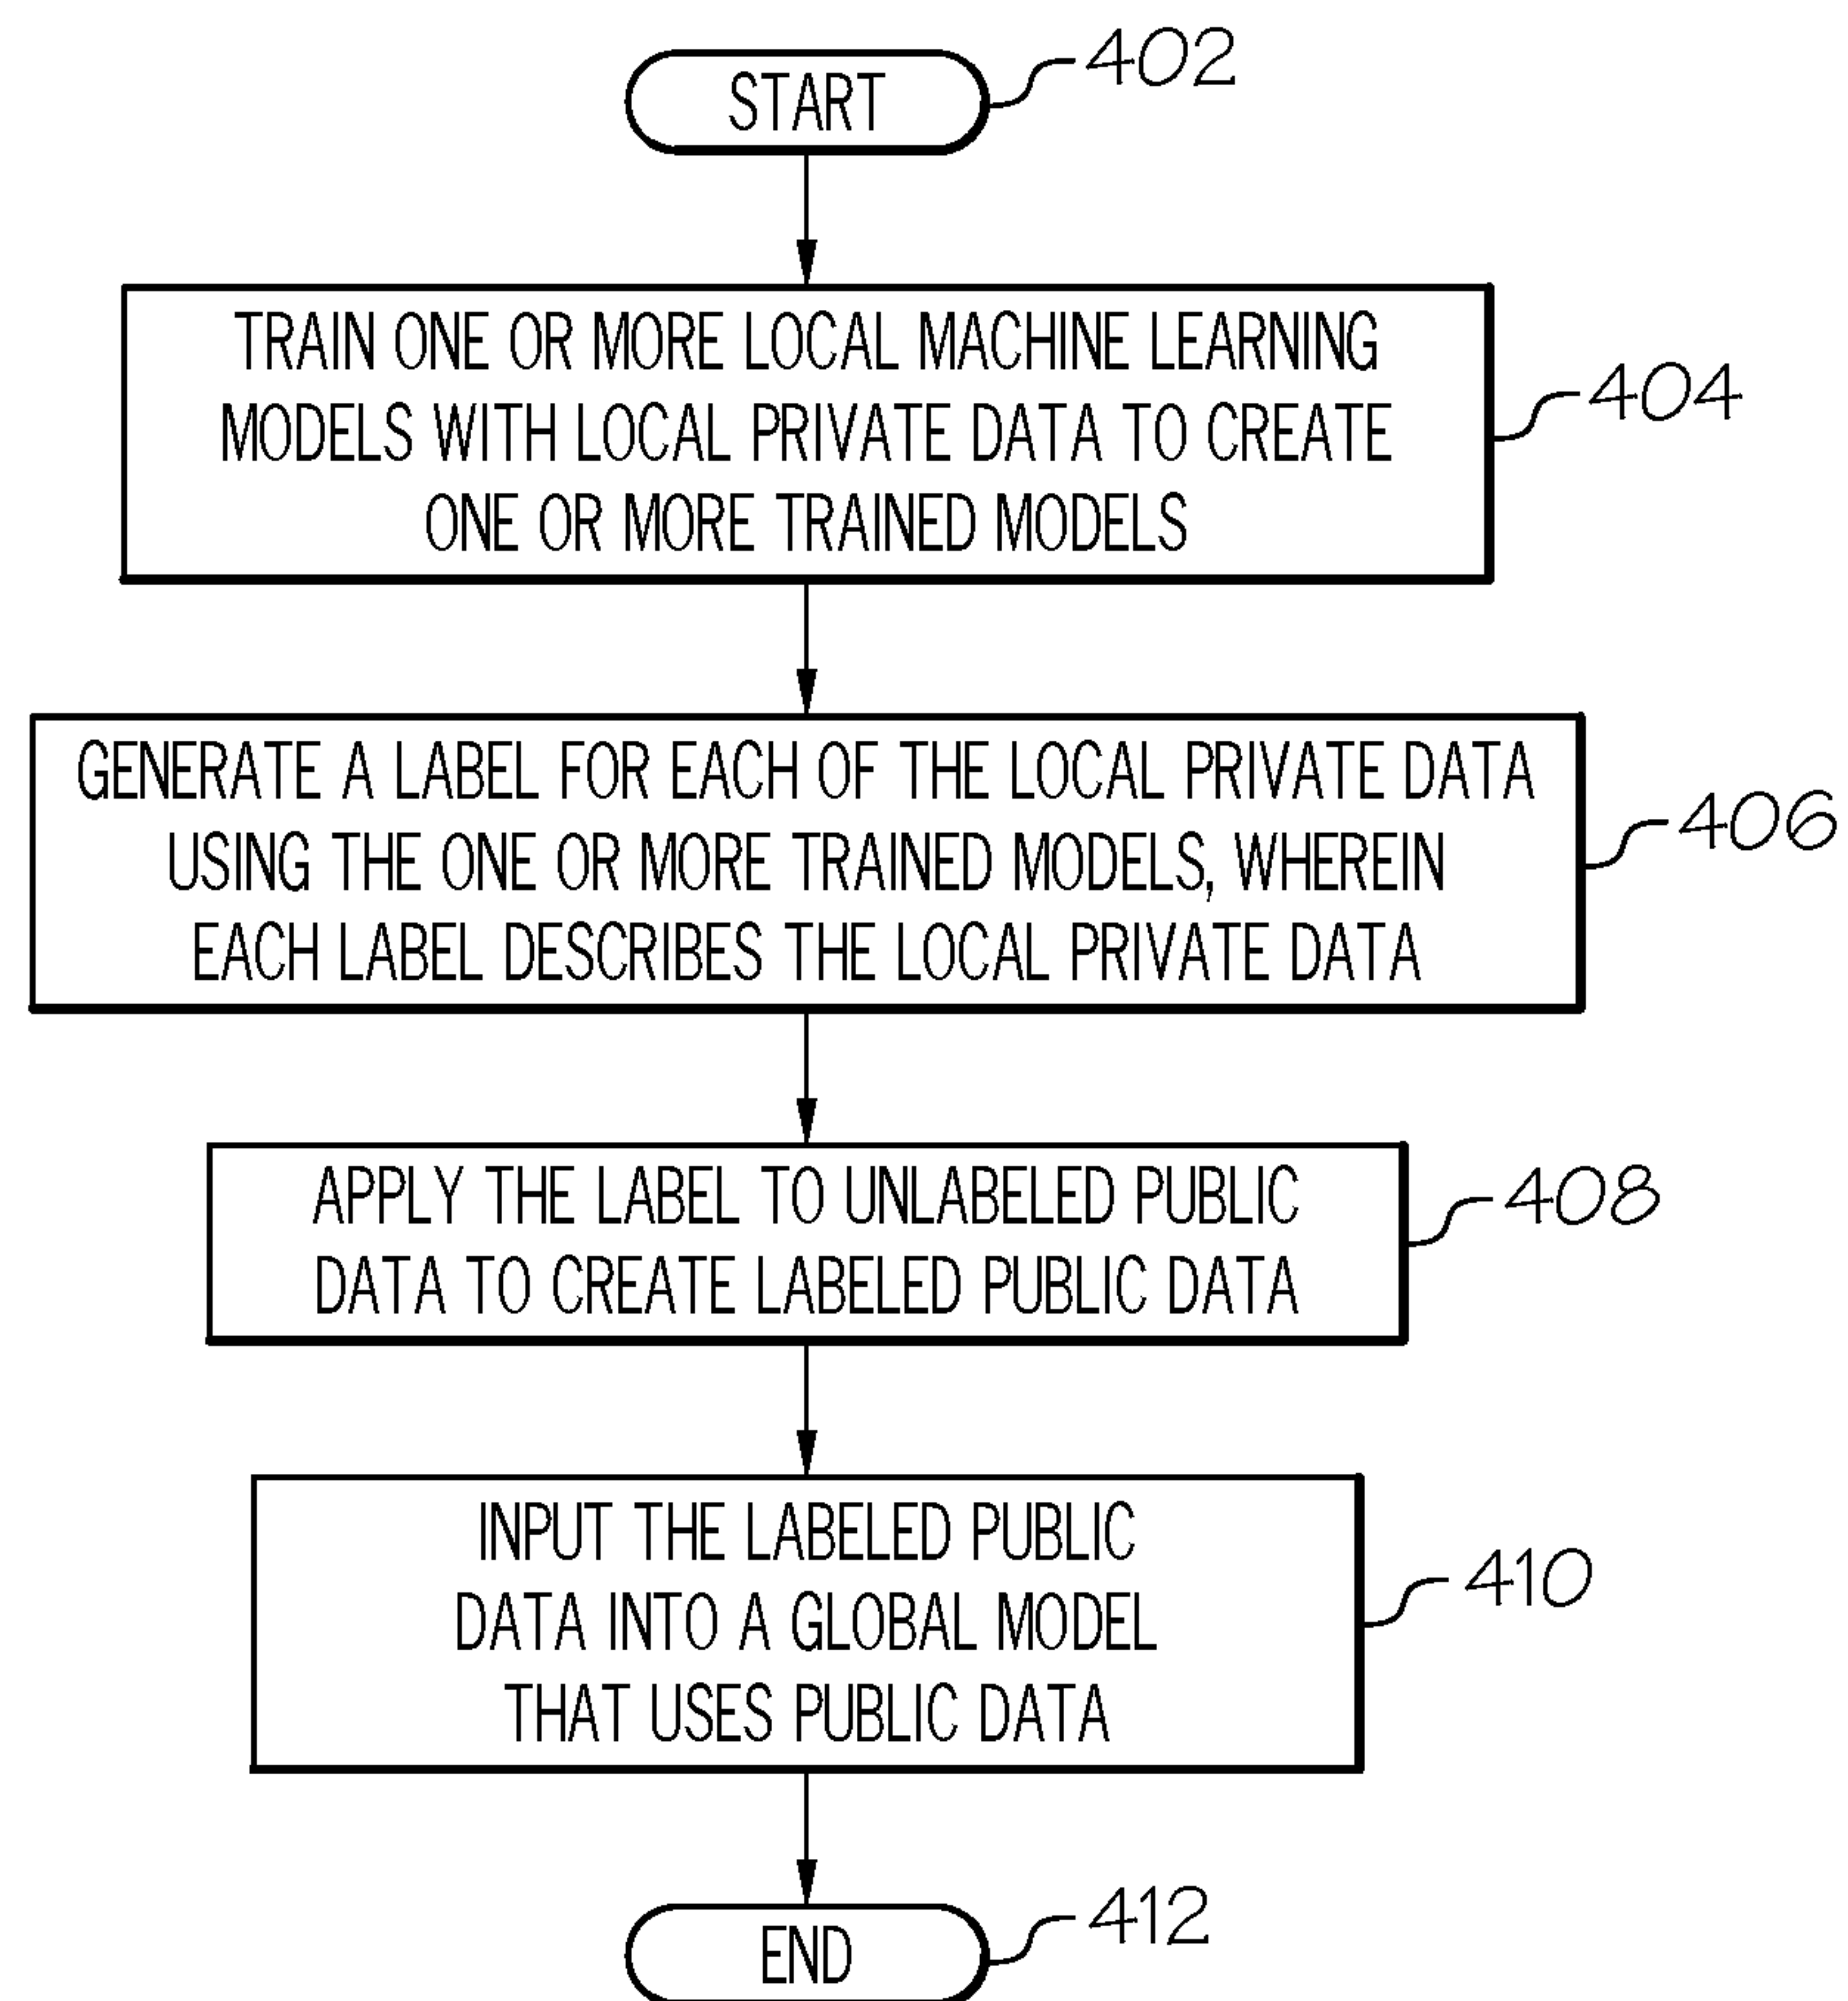 START
402
TRAIN ONE OR MORE LOCAL MACHINE LEARNING
MODELS WITH LOCAL PRIVATE DATA TO CREATE
ONE OR MORE TRAINED MODELS
404
GENERATE A LABEL FOR EACH OF THE LOCAL PRIVATE DATA
USING THE ONE OR MORE TRAINED MODELS, WHEREIN
EACH LABEL DESCRIBES THE LOCAL PRIVATE DATA
406
APPLY THE LABEL TO UNLABELED PUBLIC
DATA TO CREATE LABELED PUBLIC DATA
408
INPUT THE LABELED PUBLIC
DATA INTO A GLOBAL MODEL
THAT USES PUBLIC DATA
410
END
412